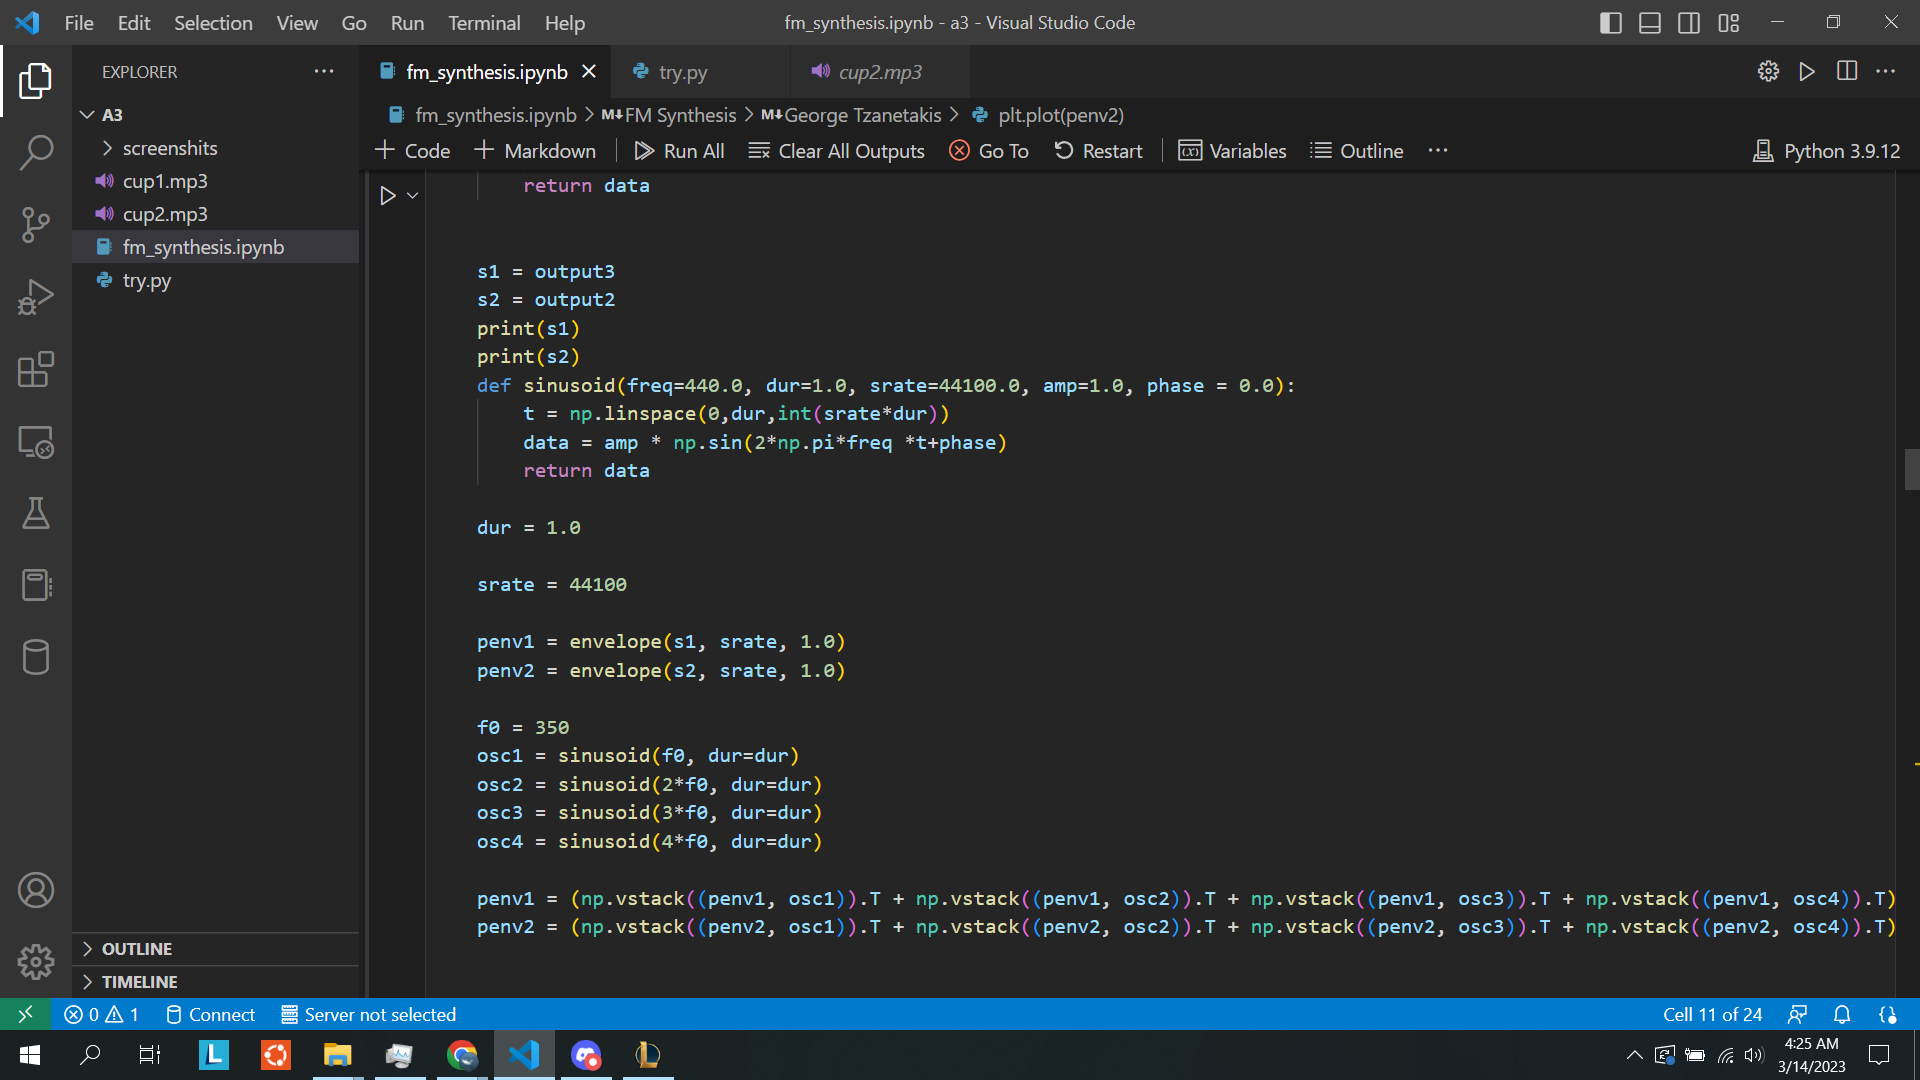 File Edit Selection View Go Run Terminal Help
fm_synthesis.ipynb - a3 - Visual Studio Code
EXPLORER
A3
screenshits
cup1.mp3
cup2.mp3
fm_synthesis.ipynb
try.py
OUTLINE
TIMELINE
fm_synthesis.ipynb try.py cup2.mp3
fm_synthesis.ipynb > M↓FM Synthesis > M↓George Tzanetakis > plt.plot(penv2)
+ Code + Markdown Run All Clear All Outputs Go To Restart Variables Outline ... Python 3.9.12
return data
s1 = output3
s2 = output2
print(s1)
print(s2)
def sinusoid(freq=440.0, dur=1.0, srate=44100.0, amp=1.0, phase = 0.0):
t = np.linspace(0,dur,int(srate*dur))
data = amp * np.sin(2*np.pi*freq *t+phase)
return data
dur = 1.0
srate = 44100
penv1 = envelope(s1, srate, 1.0)
penv2 = envelope(s2, srate, 1.0)
f0 = 350
osc1 = sinusoid(f0, dur=dur)
osc2 = sinusoid(2*f0, dur=dur)
osc3 = sinusoid(3*f0, dur=dur)
osc4 = sinusoid(4*f0, dur=dur)
penv1 = (np.vstack((penv1, osc1)).T + np.vstack((penv1, osc2)).T + np.vstack((penv1, osc3)).T + np.vstack((penv1, osc4)).T)
penv2 = (np.vstack((penv2, osc1)).T + np.vstack((penv2, osc2)).T + np.vstack((penv2, osc3)).T + np.vstack((penv2, osc4)).T)
0 1 Connect Server not selected Cell 11 of 24
L
4:25 AM
3/14/2023